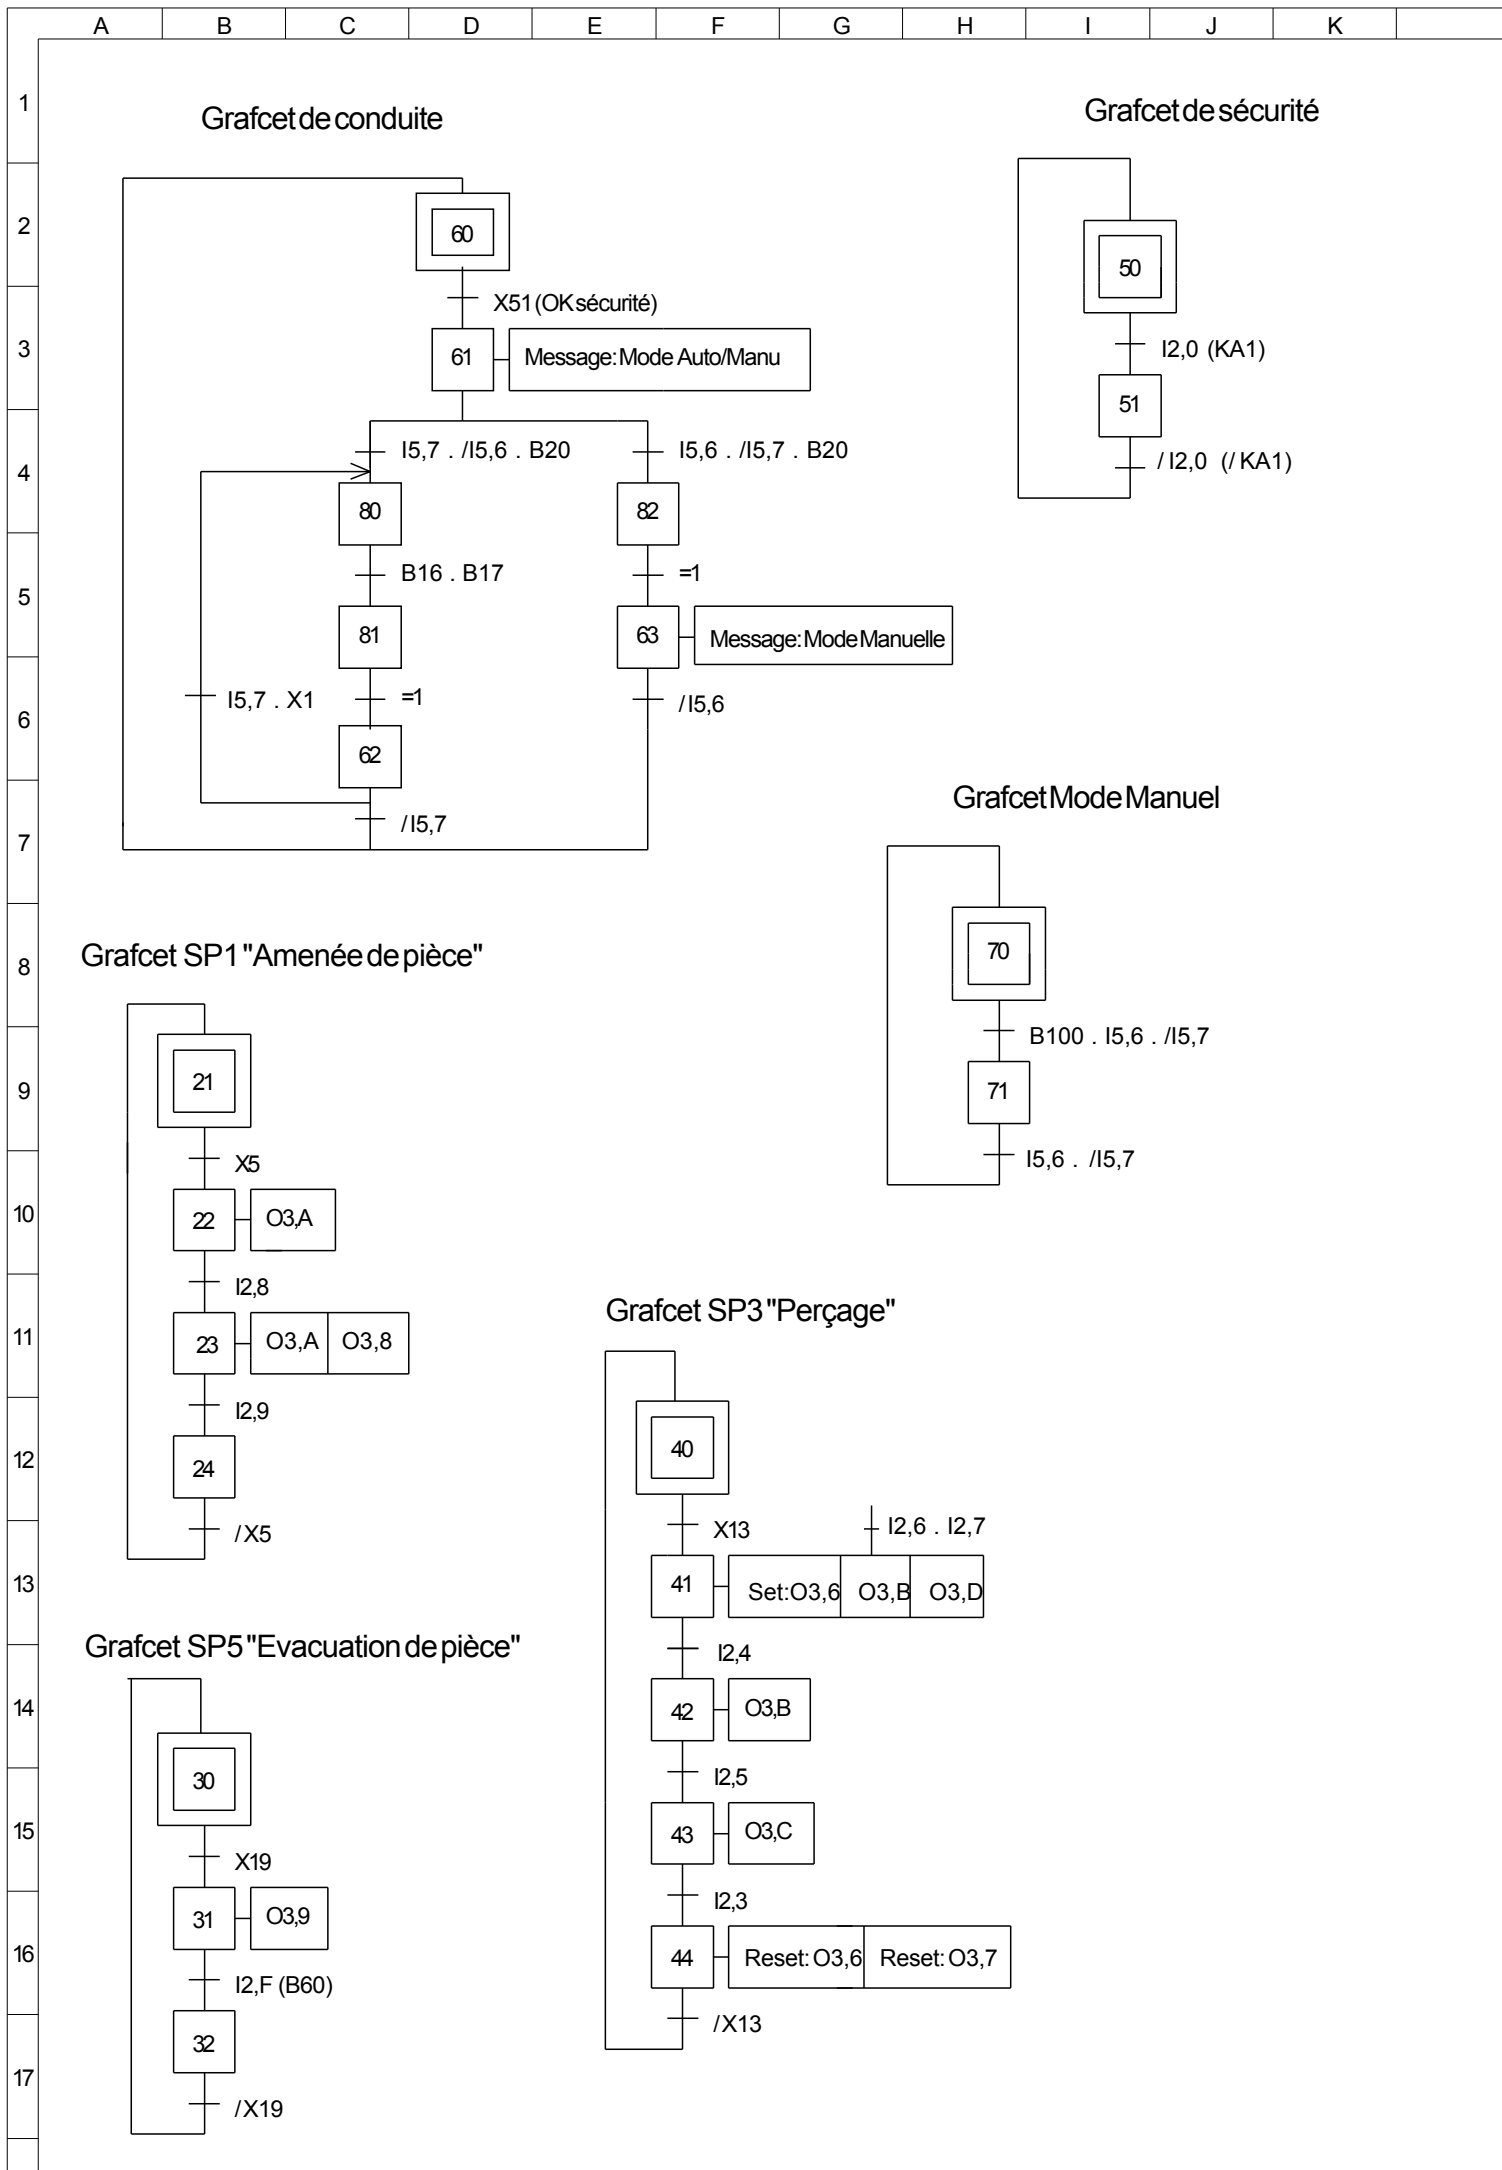 A B C D E F G H I J K
1
2
3
4
5
6
7
8
9
10
11
12
13
14
15
16
17
Grafcet de conduite
60
X51 (OK sécurité)
61
Message: Mode Auto/Manu
I5,7 . /I5,6 . B20
I5,6 . /I5,7 . B20
80
82
B16 . B17
=1
81
63
Message: Mode Manuelle
I5,7 . X1
=1
/I5,6
62
/I5,7
Grafcet de sécurité
50
I2,0 (KA1)
51
/ I2,0 (/ KA1)
Grafcet Mode Manuel
70
B100 . I5,6 . /I5,7
71
I5,6 . /I5,7
Grafcet SP1 "Amenée de pièce"
21
X5
22
O3,A
I2,8
23
O3,A O3,8
I2,9
24
/X5
Grafcet SP3 "Perçage"
40
X13
I2,6 . I2,7
41
Set:O3,6 O3,B O3,D
I2,4
42
O3,B
I2,5
43
O3,C
I2,3
44
Reset: O3,6 Reset: O3,7
/X13
Grafcet SP5 "Evacuation de pièce"
30
X19
31
O3,9
I2,F (B60)
32
/X19